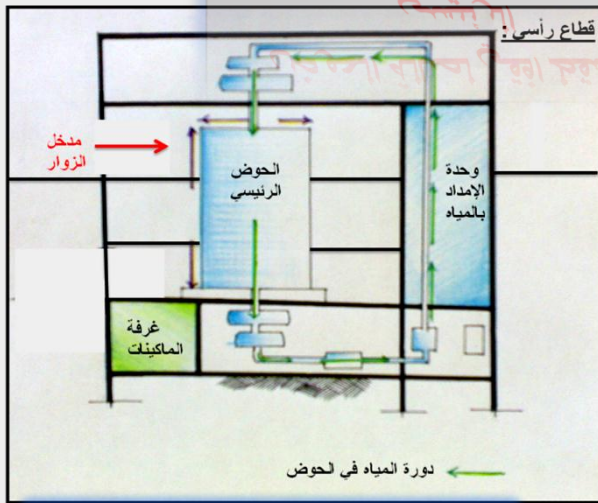 قطاع رأسي :
مدخل
الزوار
الحوض
الرئيسي
وحدة
الإمداد
بالمياه
غرفة
الماكينات
دورة المياه في الحوض